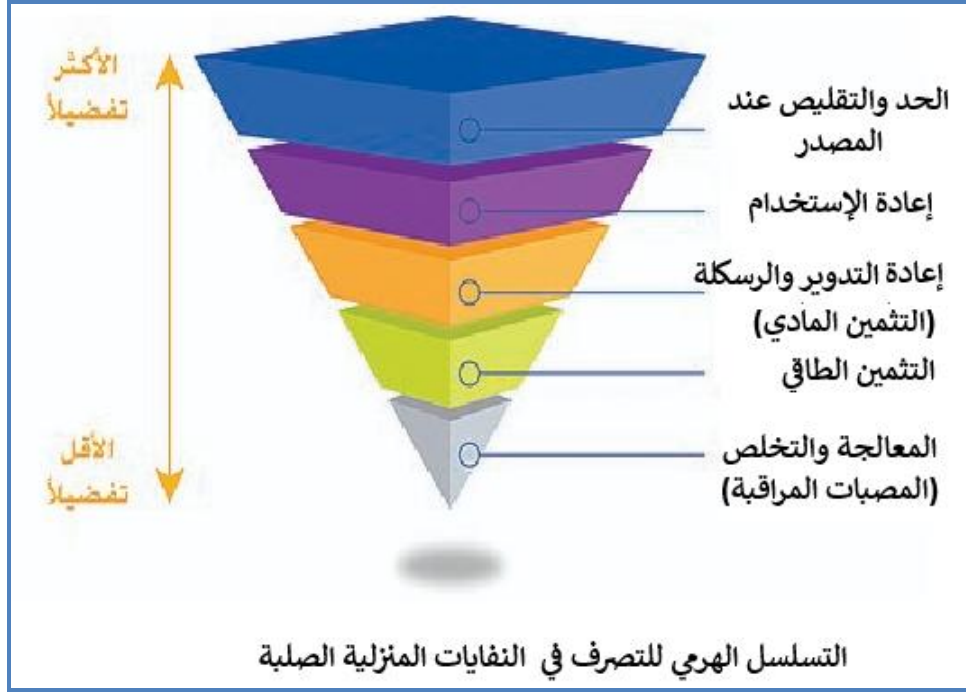 الأكثر
تفضيلاً
الحد والتقليص عند
المصدر
إعادة الإستخدام
إعادة التدوير والرسكلة
(التثمين المادي)
التثمين الطاقي
المعالجة والتخلص
(المصبات المراقبة)
الأقل
تفضيلاً
التسلسل الهرمي للتصرف في النفايات المنزلية الصلبة